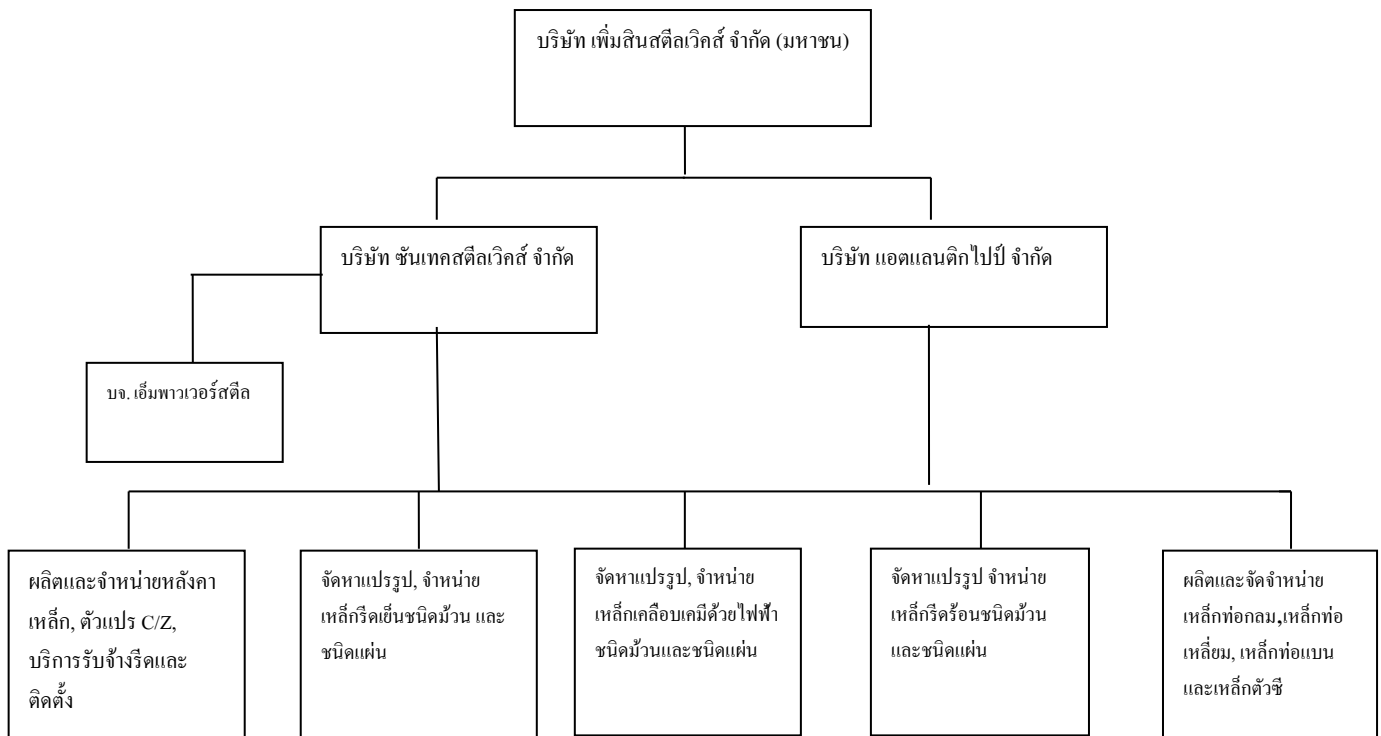 บริษัท เพิ่มสินสตีลเวิคส์ จำกัด (มหาชน)
บริษัท ซันเทคสตีลเวิคส์ จำกัด
บริษัท แอตแลนติกไปป์ จำกัด
บจ. เอ็มพาวเวอร์สตีล
ผลิตและจำหน่ายหลังคา
เหล็ก, ตัวแปร C/Z,
บริการรับจ้างรีดและ
ติดตั้ง
จัดหาแปรรูป, จำหน่าย
เหล็กรีดเย็นชนิดม้วน และ
ชนิดแผ่น
จัดหาแปรรูป, จำหน่าย
เหล็กเคลือบเคมีด้วยไฟฟ้า
ชนิดม้วนและชนิดแผ่น
จัดหาแปรรูป จำหน่าย
เหล็กรีดร้อนชนิดม้วน
และชนิดแผ่น
ผลิตและจัดจำหน่าย
เหล็กท่อกลม,เหล็กท่อ
เหลี่ยม, เหล็กท่อแบน
และเหล็กตัวซี